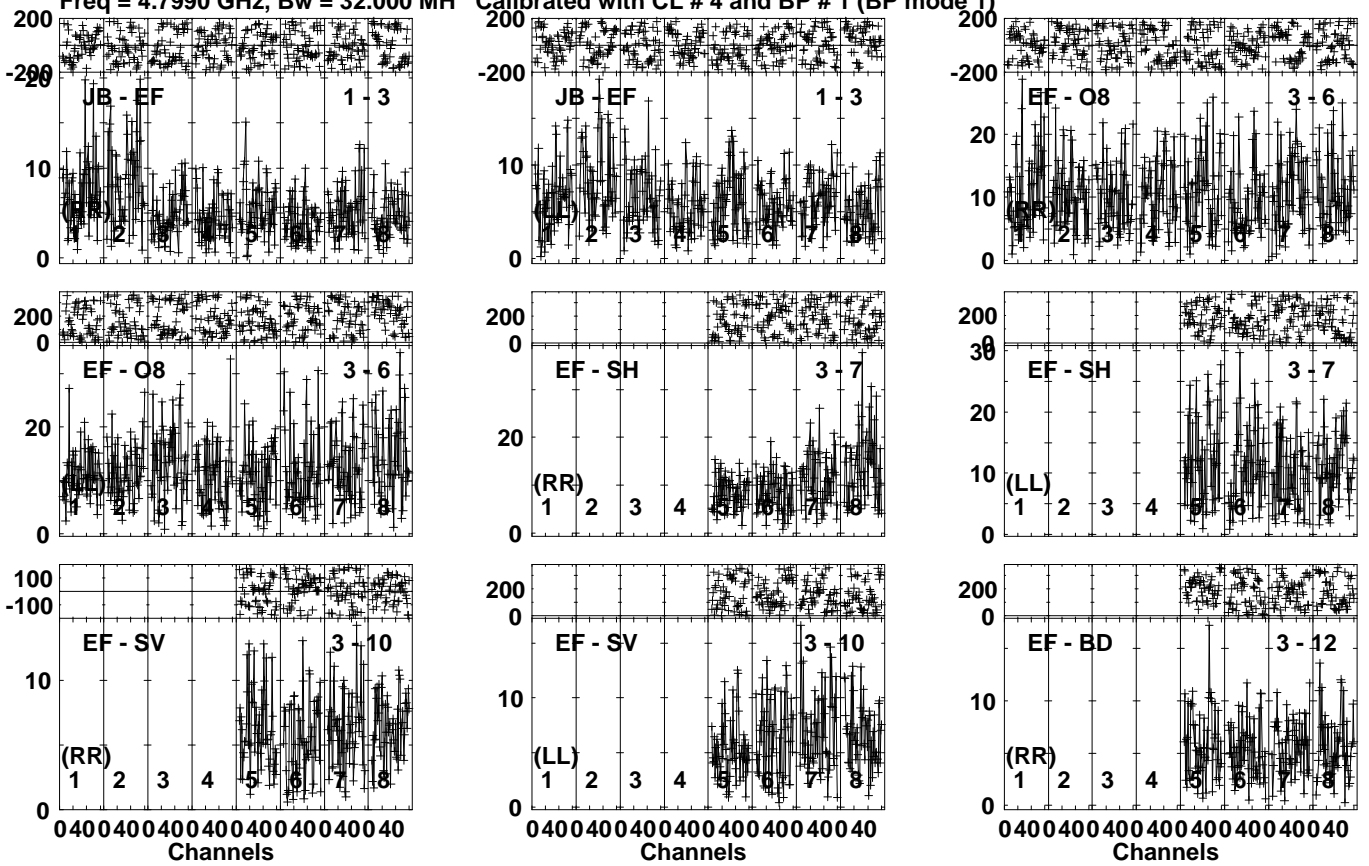 Freq = 4.7990 GHz, Bw = 32.000 MH Calibrated with CL # 4 and BP # 1 (BP mode 1)
200
-200
20
10
0
JB - EF 1 - 3
(RR)
1 2 3 4 5 6 7 8
200
-200
10
0
JB - EF 1 - 3
(LL)
1 2 3 4 5 6 7 8
200
-200
20
10
0
EF - O8 3 - 6
(RR)
1 2 3 4 5 6 7 8
200
0
20
0
EF - O8 3 - 6
(LL)
1 2 3 4 5 6 7 8
200
0
20
0
EF - SH 3 - 7
(RR)
1 2 3 4 5 6 7 8
200
0
30
20
10
0
EF - SH 3 - 7
(LL)
1 2 3 4 5 6 7 8
100
-100
10
0
EF - SV 3 - 10
(RR)
1 2 3 4 5 6 7 8
0 40 0 40 0 40 0 40 0 40 0 40 0 40 0 40
Channels
200
0
10
0
EF - SV 3 - 10
(LL)
1 2 3 4 5 6 7 8
0 40 0 40 0 40 0 40 0 40 0 40 0 40 0 40
Channels
200
0
10
0
EF - BD 3 - 12
(RR)
1 2 3 4 5 6 7 8
0 40 0 40 0 40 0 40 0 40 0 40 0 40 0 40
Channels